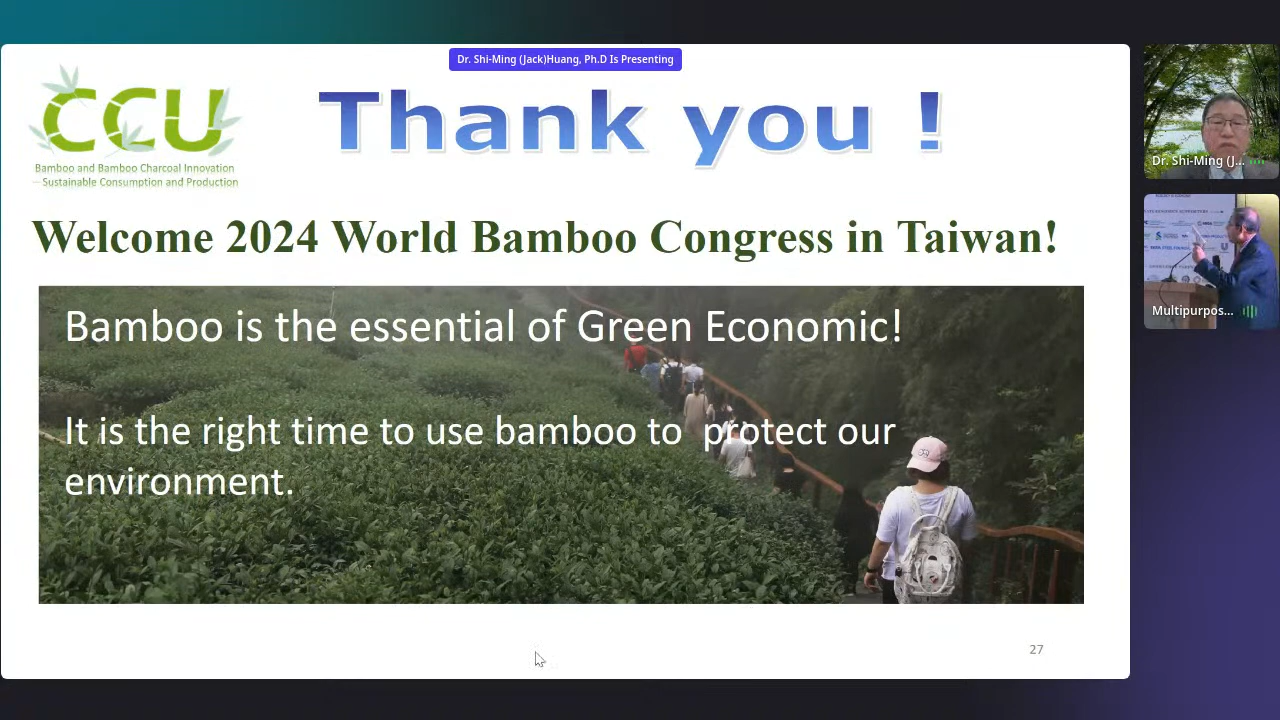 Dr. Shi-Ming (Jack)Huang, Ph.D Is Presenting
CCU
Bamboo and Bamboo Charcoal Innovation
— Sustainable Consumption and Production
Thank you !
Welcome 2024 World Bamboo Congress in Taiwan!
Bamboo is the essential of Green Economic!
It is the right time to use bamboo to protect our
environment.
27
Dr. Shi-Ming (J...
Multipurpos...